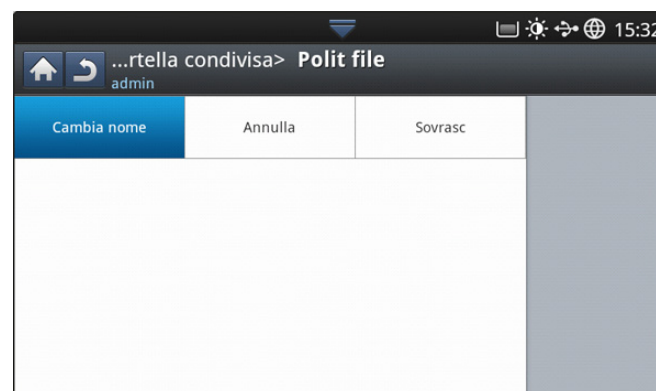 15:32
...rtella condivisa> Polit file
admin
Cambia nome Annulla Sovrasc